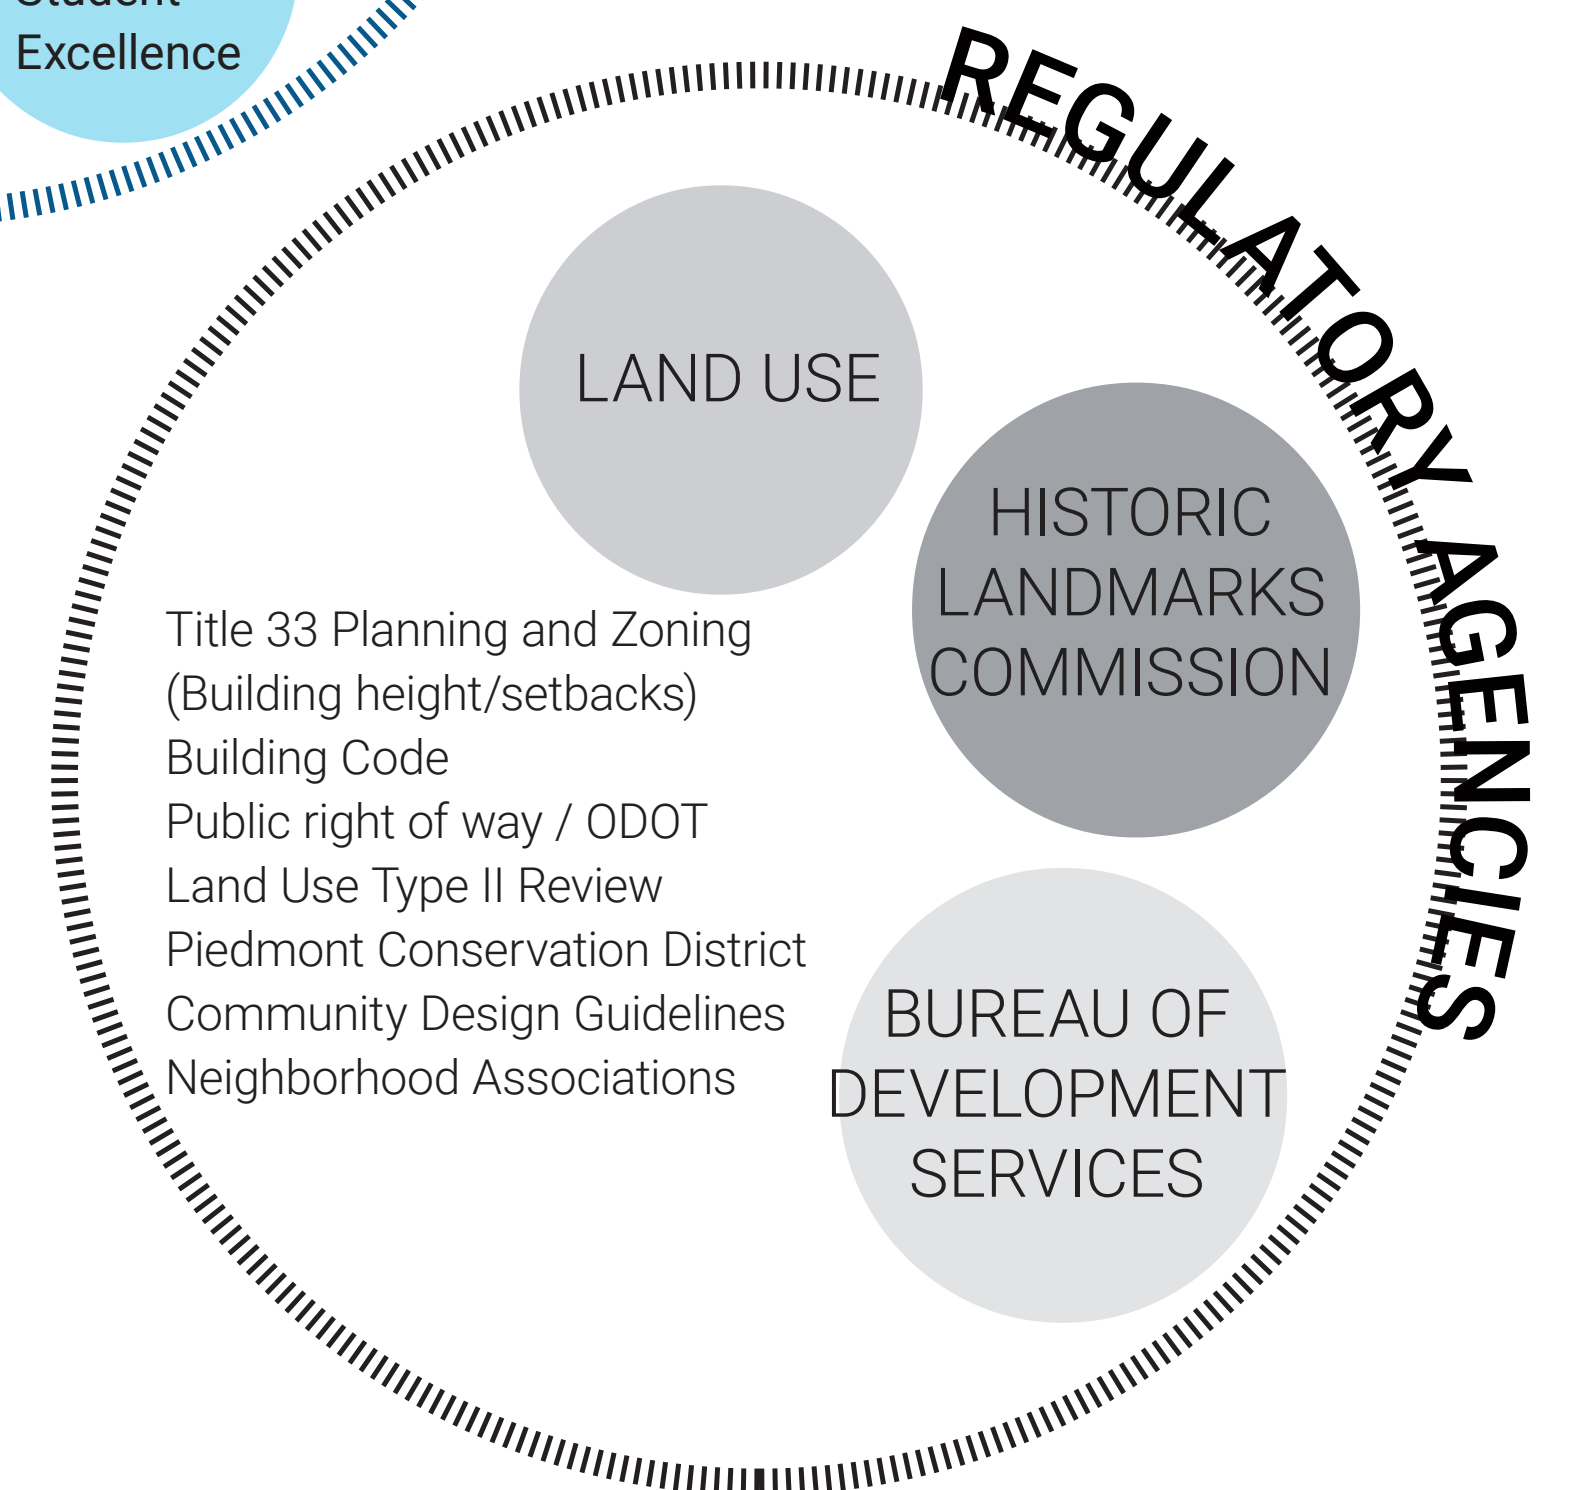 Student
Excellence
REGULATORY AGENCIES
LAND USE
HISTORIC
LANDMARKS
COMMISSION
Title 33 Planning and Zoning
(Building height/setbacks)
Building Code
Public right of way / ODOT
Land Use Type II Review
Piedmont Conservation District
Community Design Guidelines
Neighborhood Associations
BUREAU OF
DEVELOPMENT
SERVICES